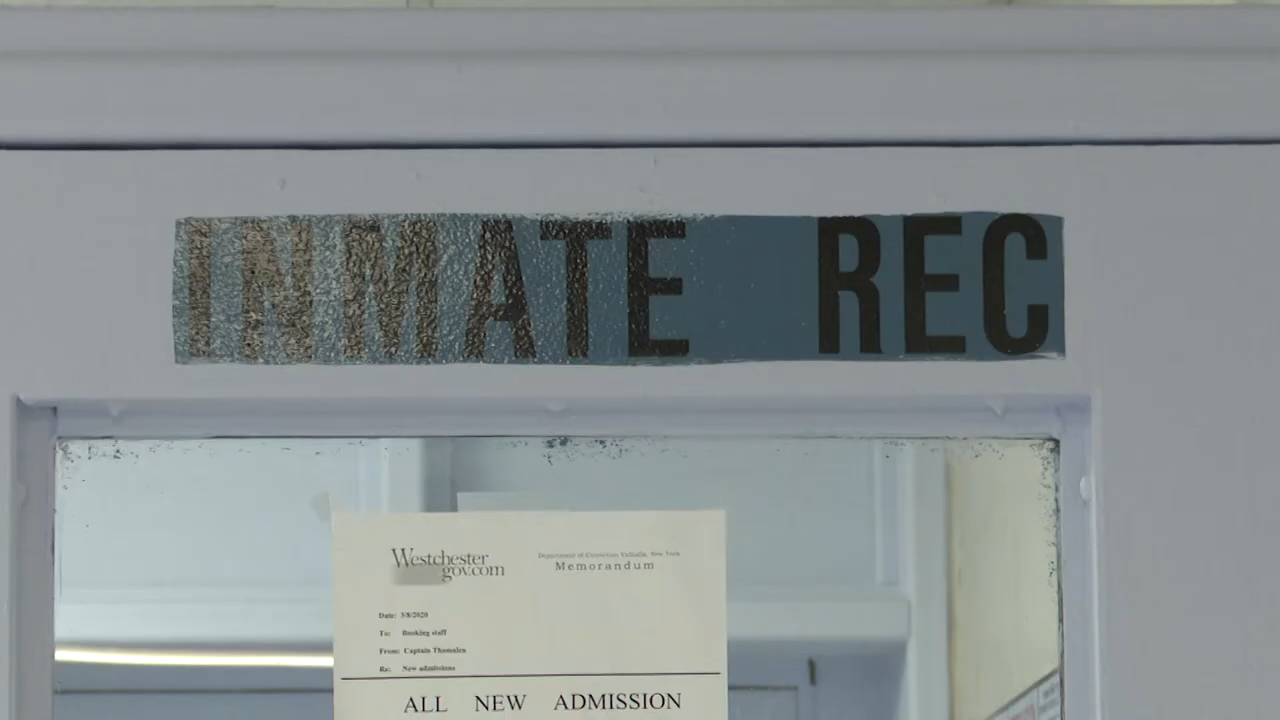 INMATE REC
Westchester
gov.com
Department of Correction Valhalla, New York
Memorandum
Date: 3/8/2020
To: Booking staff
From: Captain Thomalen
Re: New admissions
ALL NEW ADMISSION